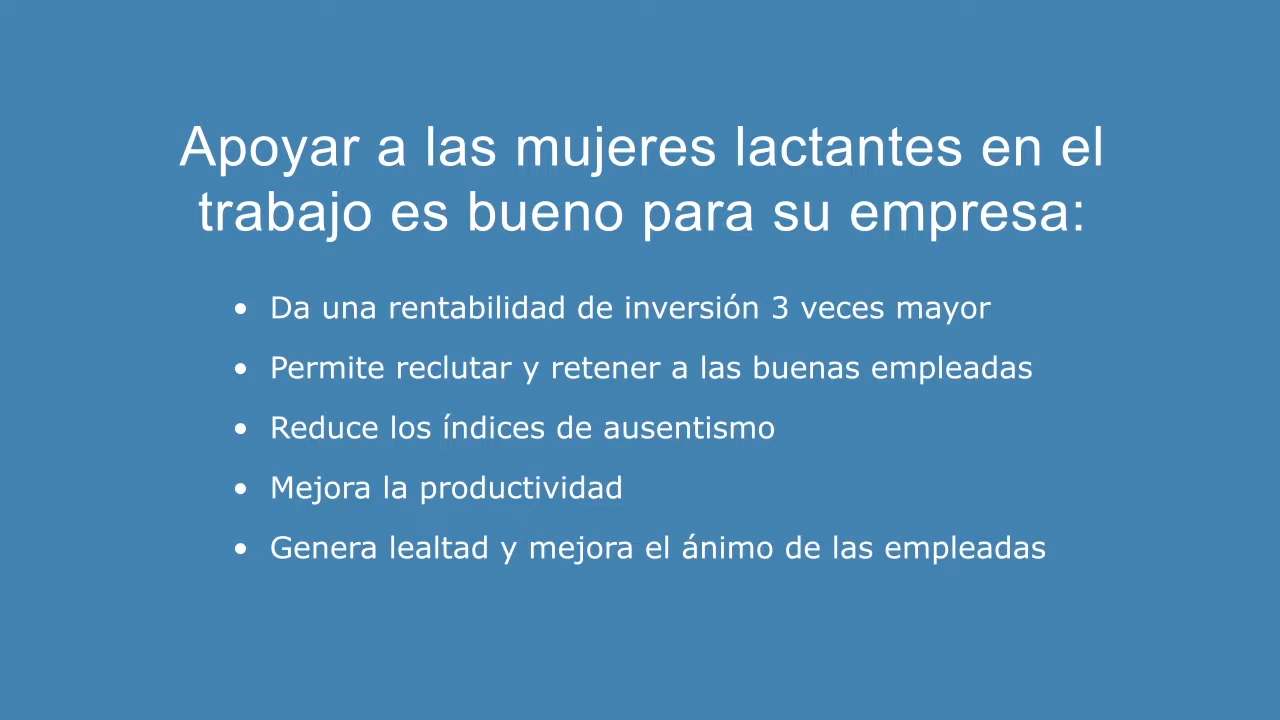 Apoyar a las mujeres lactantes en el
trabajo es bueno para su empresa:
• Da una rentabilidad de inversión 3 veces mayor
• Permite reclutar y retener a las buenas empleadas
• Reduce los índices de ausentismo
• Mejora la productividad
• Genera lealtad y mejora el ánimo de las empleadas